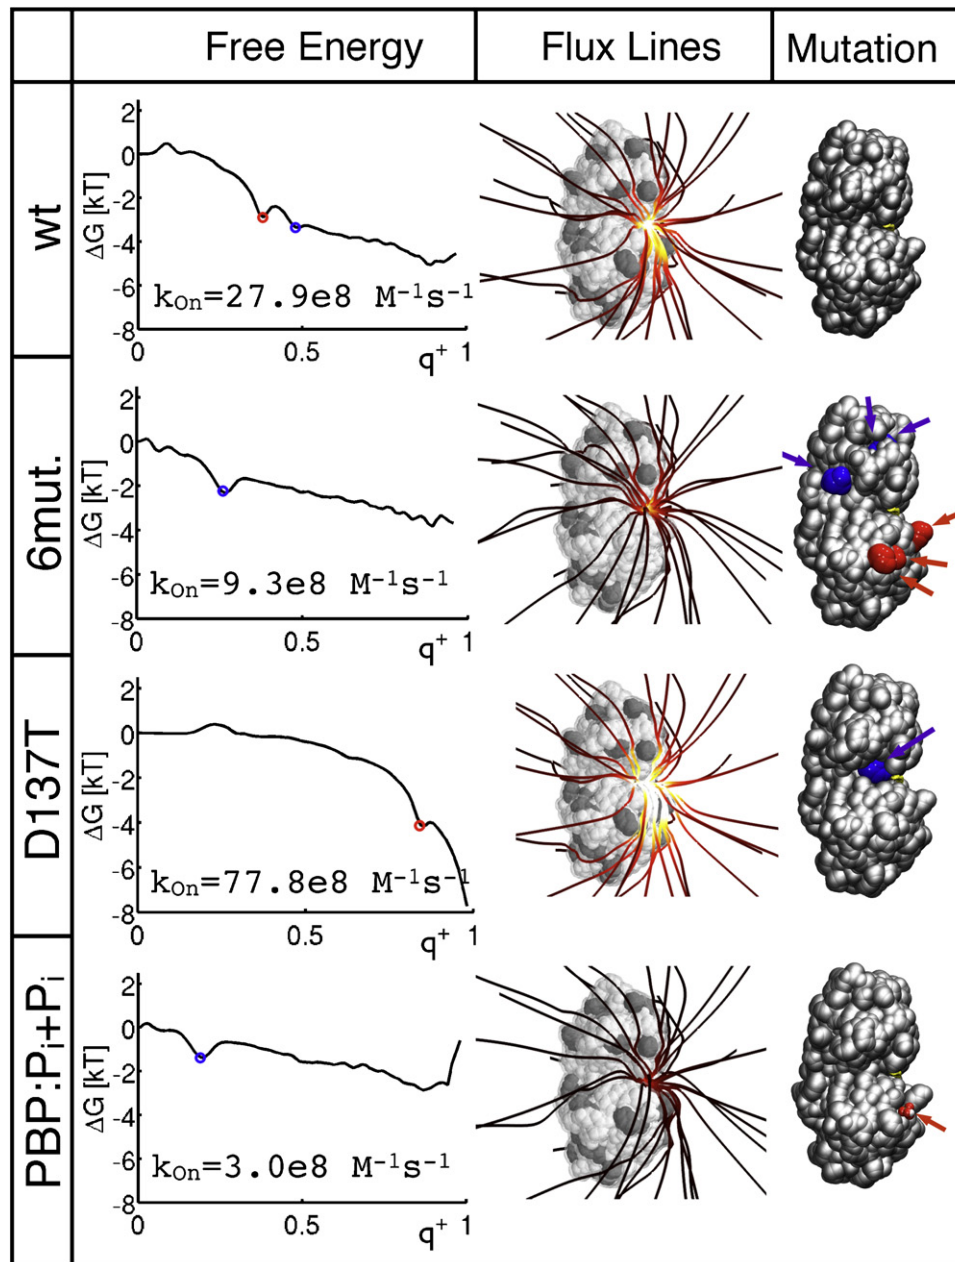 Free Energy Flux Lines Mutation
wt
ΔG [kT]
2
0
-2
-4
-6
-8
kOn=27.9e8 M⁻¹s⁻¹
0 0.5 q⁺ 1
6mut.
ΔG [kT]
2
0
-2
-4
-6
-8
kOn=9.3e8 M⁻¹s⁻¹
0 0.5 q⁺ 1
D137T
ΔG [kT]
2
0
-2
-4
-6
-8
kOn=77.8e8 M⁻¹s⁻¹
0 0.5 q⁺ 1
PBP:Pᵢ+Pᵢ
ΔG [kT]
2
0
-2
-4
-6
-8
kOn=3.0e8 M⁻¹s⁻¹
0 0.5 q⁺ 1